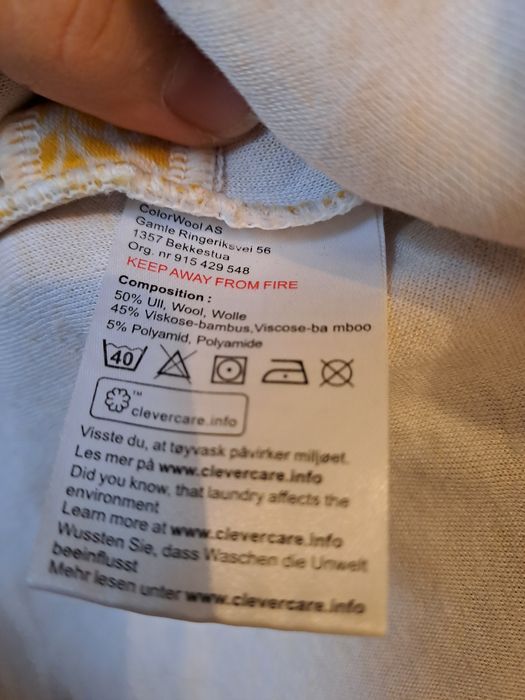 ColorWool AS
Gamle Ringeriksvei 56
1357 Bekkestua
Org. nr 915 429 548
KEEP AWAY FROM FIRE
Composition :
50% Ull, Wool, Wolle
45% Viskose-bambus,Viscose-ba mboo
5% Polyamid, Polyamide
40
TM
clevercare.info
Visste du, at tøyvask påvirker miljøet.
Les mer på www.clevercare.info
Did you know, that laundry affects the
environment
Learn more at www.clevercare.info
Wussten Sie, dass Waschen die Umwelt
beeinflusst
Mehr lesen unter www.clevercare.info